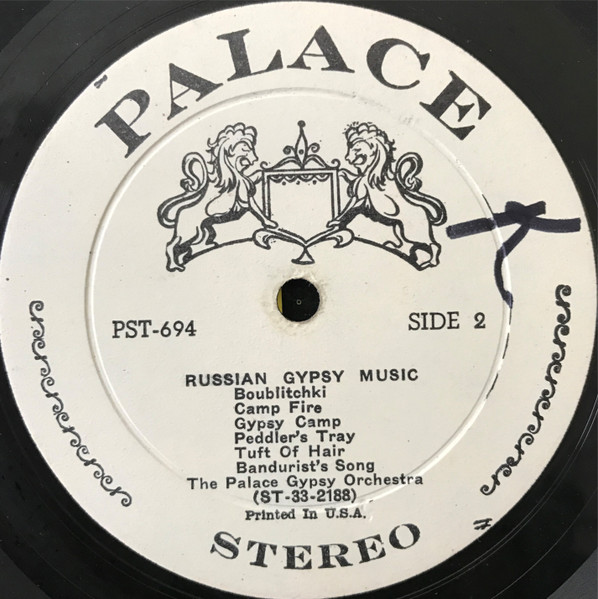 PALACE
PST-694
SIDE 2
RUSSIAN GYPSY MUSIC
Boublitchki
Camp Fire
Gypsy Camp
Peddler's Tray
Tuft Of Hair
Bandurist's Song
The Palace Gypsy Orchestra
(ST-33-2188)
Printed In U.S.A.
STEREO